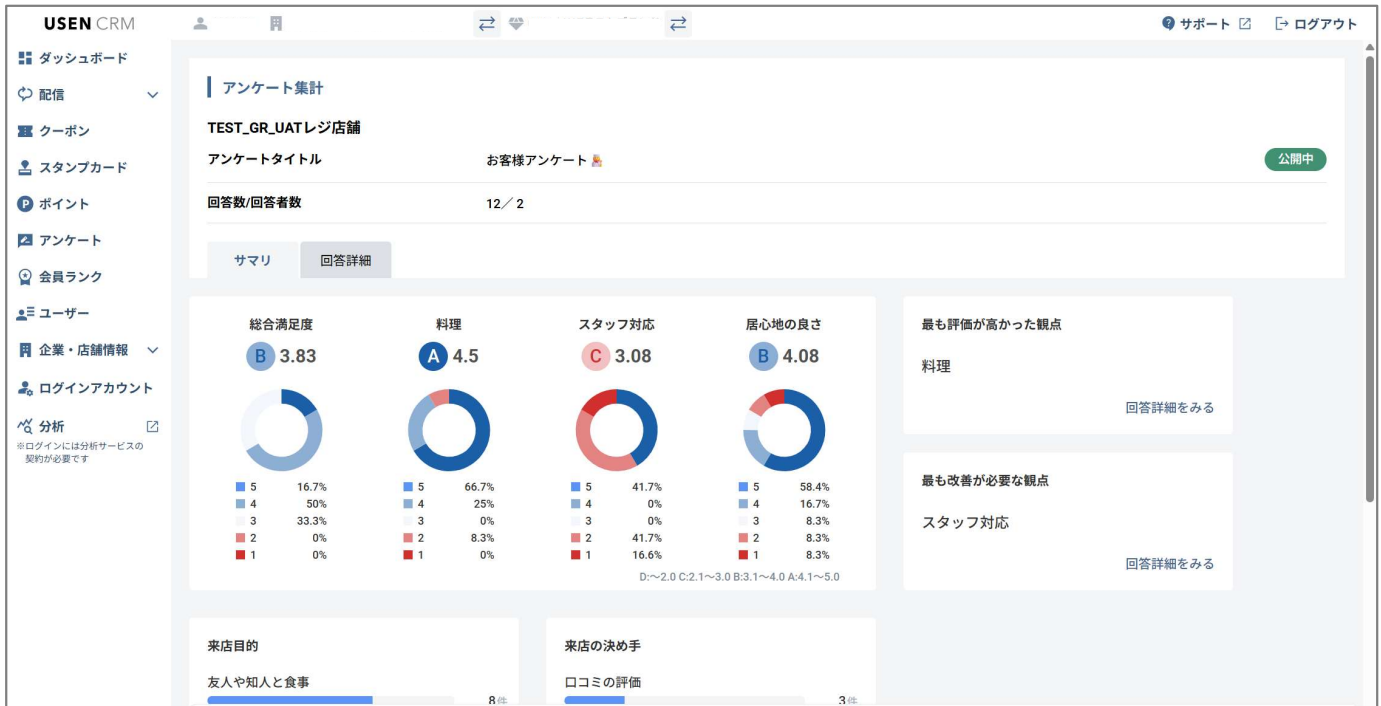 USEN CRM
サポート
ログアウト
ダッシュボード
配信
クーポン
スタンプカード
ポイント
アンケート
会員ランク
ユーザー
企業・店舗情報
ログインアカウント
分析
※ログインには分析サービスの
契約が必要です
アンケート集計
TEST_GR_UATレジ店舗
アンケートタイトル お客様アンケート 公開中
回答数/回答者数 12／ 2
サマリ 回答詳細
総合満足度 料理 スタッフ対応 居心地の良さ
B 3.83 A 4.5 C 3.08 B 4.08
5 16.7% 5 66.7% 5 41.7% 5 58.4%
4 50% 4 25% 4 0% 4 16.7%
3 33.3% 3 0% 3 0% 3 8.3%
2 0% 2 8.3% 2 41.7% 2 8.3%
1 0% 1 0% 1 16.6% 1 8.3%
D:〜2.0 C:2.1〜3.0 B:3.1〜4.0 A:4.1〜5.0
最も評価が高かった観点
料理
回答詳細をみる
最も改善が必要な観点
スタッフ対応
回答詳細をみる
来店目的
友人や知人と食事
8件
来店の決め手
口コミの評価
3件